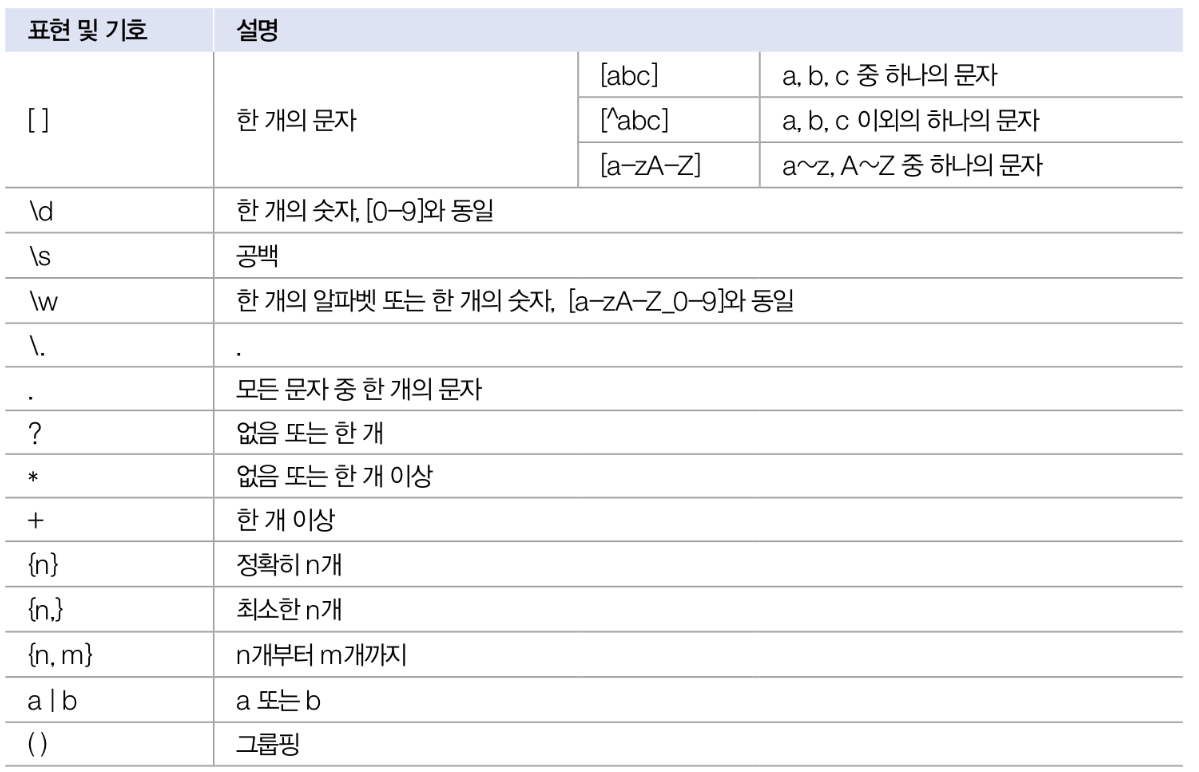 표현 및 기호 설명
[ ] 한 개의 문자 [abc] a, b, c 중 하나의 문자
[^abc] a, b, c 이외의 하나의 문자
[a–zA–Z] a~z, A~Z 중 하나의 문자
\d 한 개의 숫자, [0–9]와 동일
\s 공백
\w 한 개의 알파벳 또는 한 개의 숫자, [a–zA–Z_0–9]와 동일
\. .
. 모든 문자 중 한 개의 문자
? 없음 또는 한 개
* 없음 또는 한 개 이상
+ 한 개 이상
{n} 정확히 n개
{n,} 최소한 n개
{n, m} n개부터 m개까지
a | b a 또는 b
( ) 그룹핑